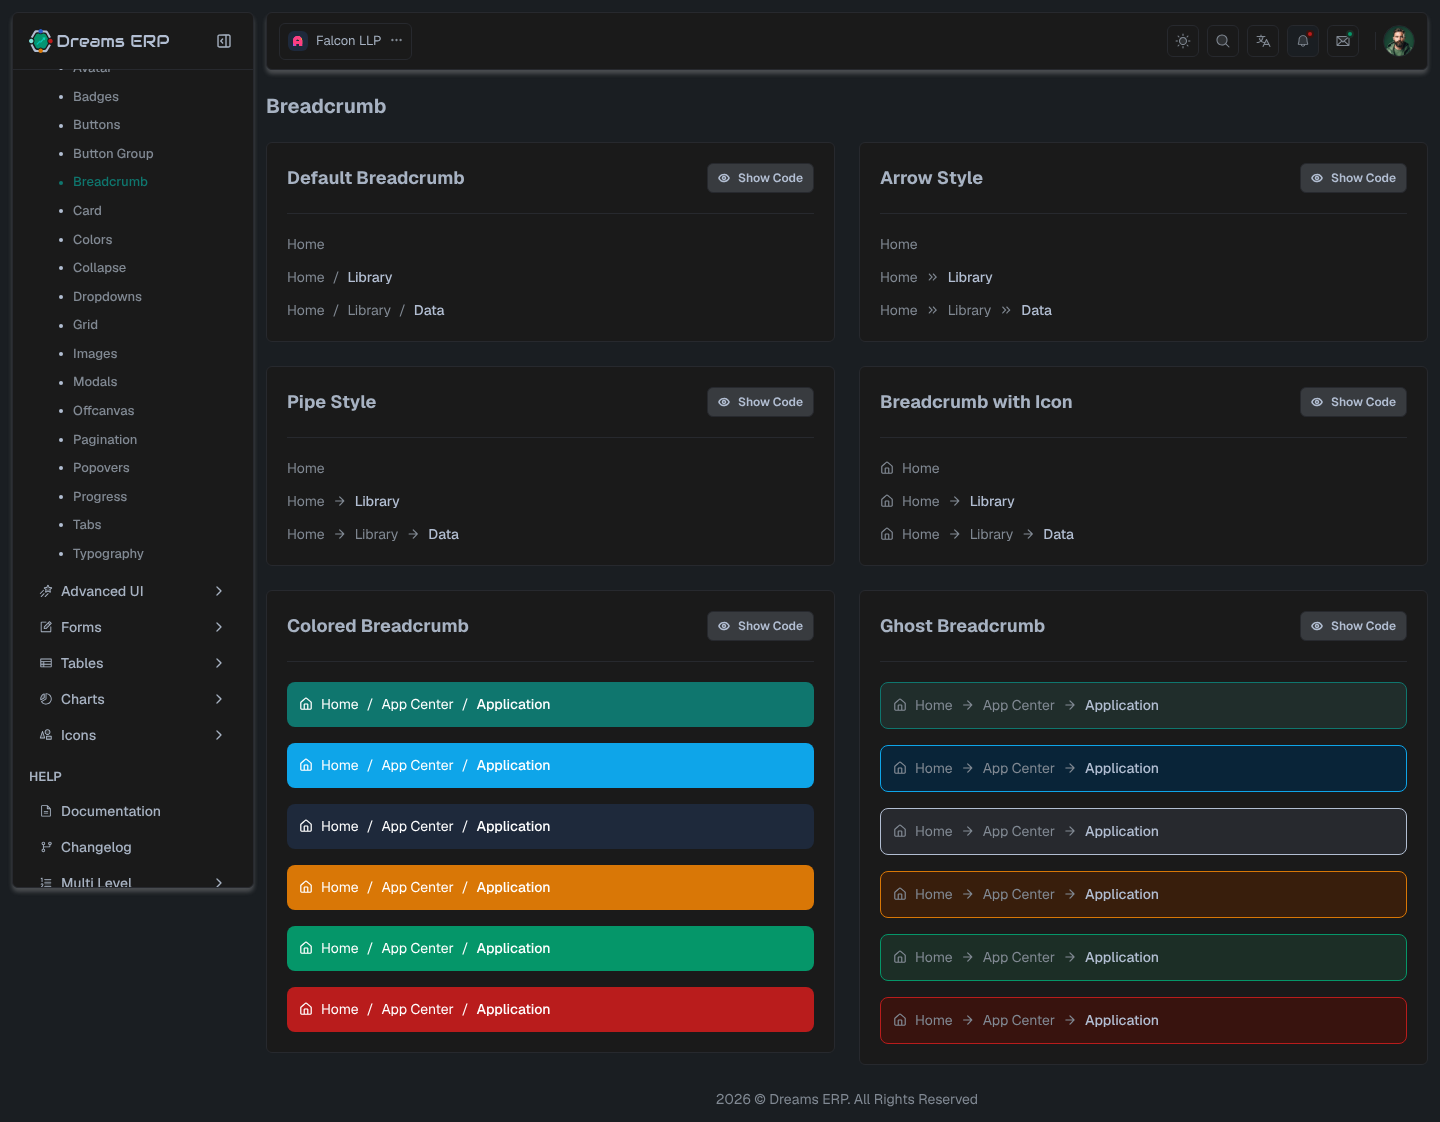 Dreams ERP
Avatar
Badges
Buttons
Button Group
Breadcrumb
Card
Colors
Collapse
Dropdowns
Grid
Images
Modals
Offcanvas
Pagination
Popovers
Progress
Tabs
Typography
Advanced UI
Forms
Tables
Charts
Icons
HELP
Documentation
Changelog
Multi Level
Falcon LLP
Breadcrumb
Default Breadcrumb
Show Code
Home
Home / Library
Home / Library / Data
Arrow Style
Show Code
Home
Home » Library
Home » Library » Data
Pipe Style
Show Code
Home
Home → Library
Home → Library → Data
Breadcrumb with Icon
Show Code
Home
Home → Library
Home → Library → Data
Colored Breadcrumb
Show Code
Home / App Center / Application
Home / App Center / Application
Home / App Center / Application
Home / App Center / Application
Home / App Center / Application
Home / App Center / Application
Ghost Breadcrumb
Show Code
Home → App Center → Application
Home → App Center → Application
Home → App Center → Application
Home → App Center → Application
Home → App Center → Application
Home → App Center → Application
2026 © Dreams ERP. All Rights Reserved